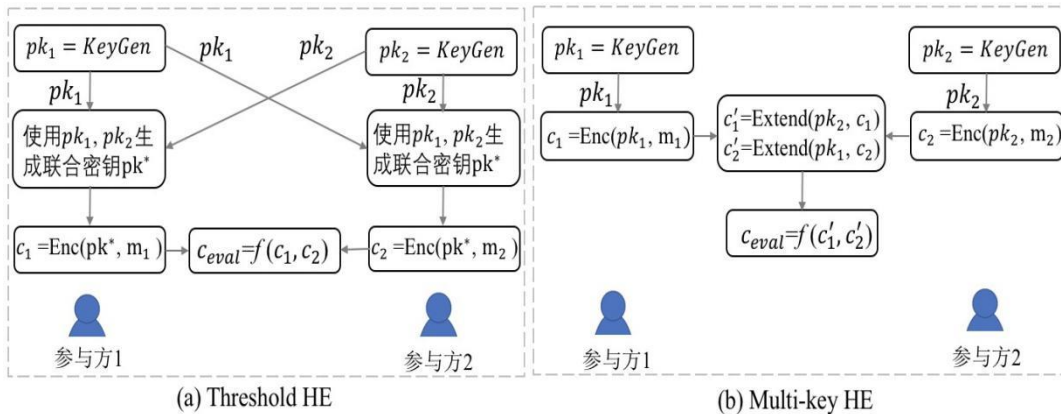 pk₁ = KeyGen
pk₁
pk₂
pk₂ = KeyGen
pk₁
pk₂
使用pk₁, pk₂生
成联合密钥pk*
使用pk₁, pk₂生
成联合密钥pk*
c₁ =Enc(pk*, m₁ )
c_eval=f(c₁, c₂)
c₂ =Enc(pk*, m₂)
参与方1
参与方2
(a) Threshold HE
pk₁ = KeyGen
pk₂ = KeyGen
pk₁
pk₂
c₁ = Enc(pk₁, m₁)
c₁′=Extend(pk₂, c₁)
c₂′=Extend(pk₁, c₂)
c₂ = Enc(pk₂, m₂)
c_eval=f(c₁′, c₂′)
参与方1
参与方2
(b) Multi-key HE